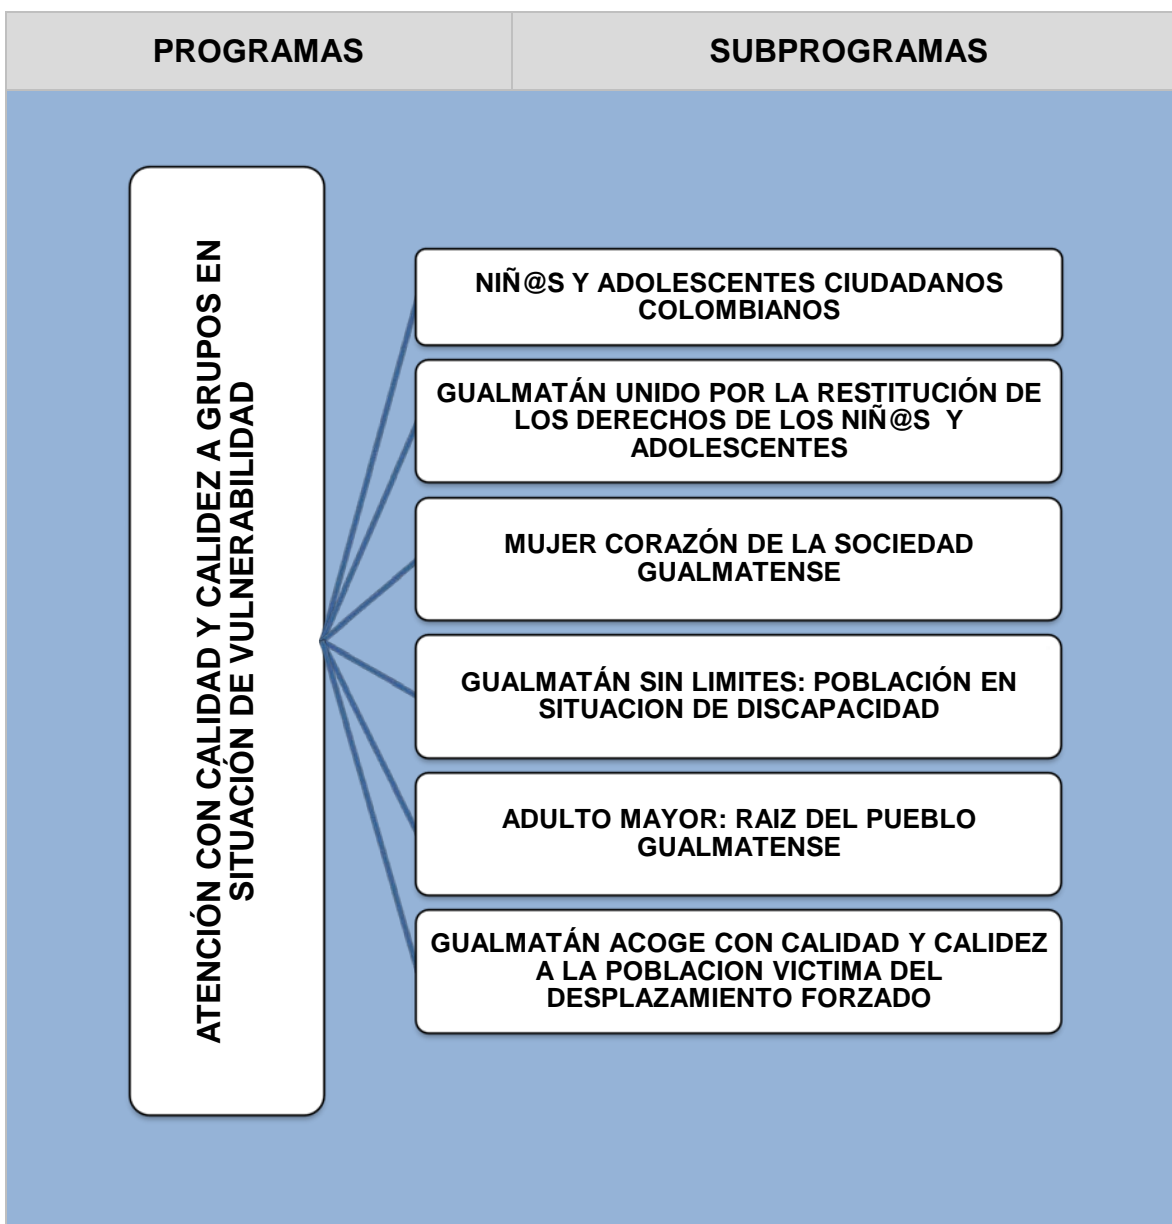 PROGRAMAS
SUBPROGRAMAS
ATENCIÓN CON CALIDAD Y CALIDEZ A GRUPOS EN
SITUACIÓN DE VULNERABILIDAD
NIÑ@S Y ADOLESCENTES CIUDADANOS
COLOMBIANOS
GUALMATÁN UNIDO POR LA RESTITUCIÓN DE
LOS DERECHOS DE LOS NIÑ@S Y
ADOLESCENTES
MUJER CORAZÓN DE LA SOCIEDAD
GUALMATENSE
GUALMATÁN SIN LIMITES: POBLACIÓN EN
SITUACION DE DISCAPACIDAD
ADULTO MAYOR: RAIZ DEL PUEBLO
GUALMATENSE
GUALMATÁN ACOGE CON CALIDAD Y CALIDEZ
A LA POBLACION VICTIMA DEL
DESPLAZAMIENTO FORZADO